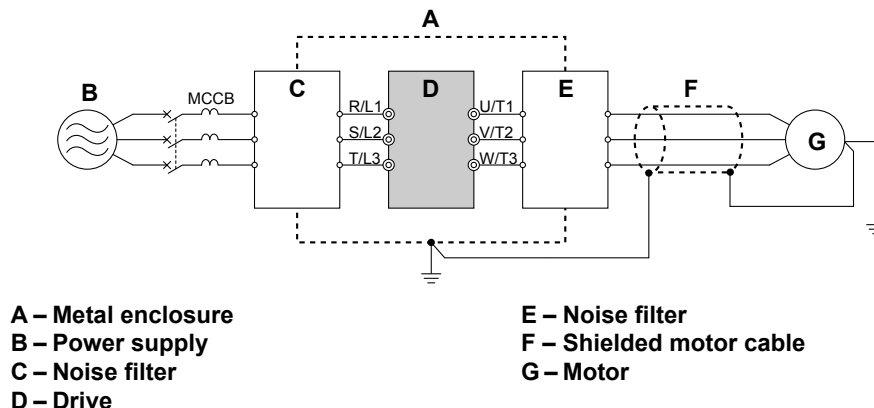 A
B
MCCB
C
R/L1
S/L2
T/L3
D
U/T1
V/T2
W/T3
E
F
G
A – Metal enclosure
B – Power supply
C – Noise filter
D – Drive
E – Noise filter
F – Shielded motor cable
G – Motor